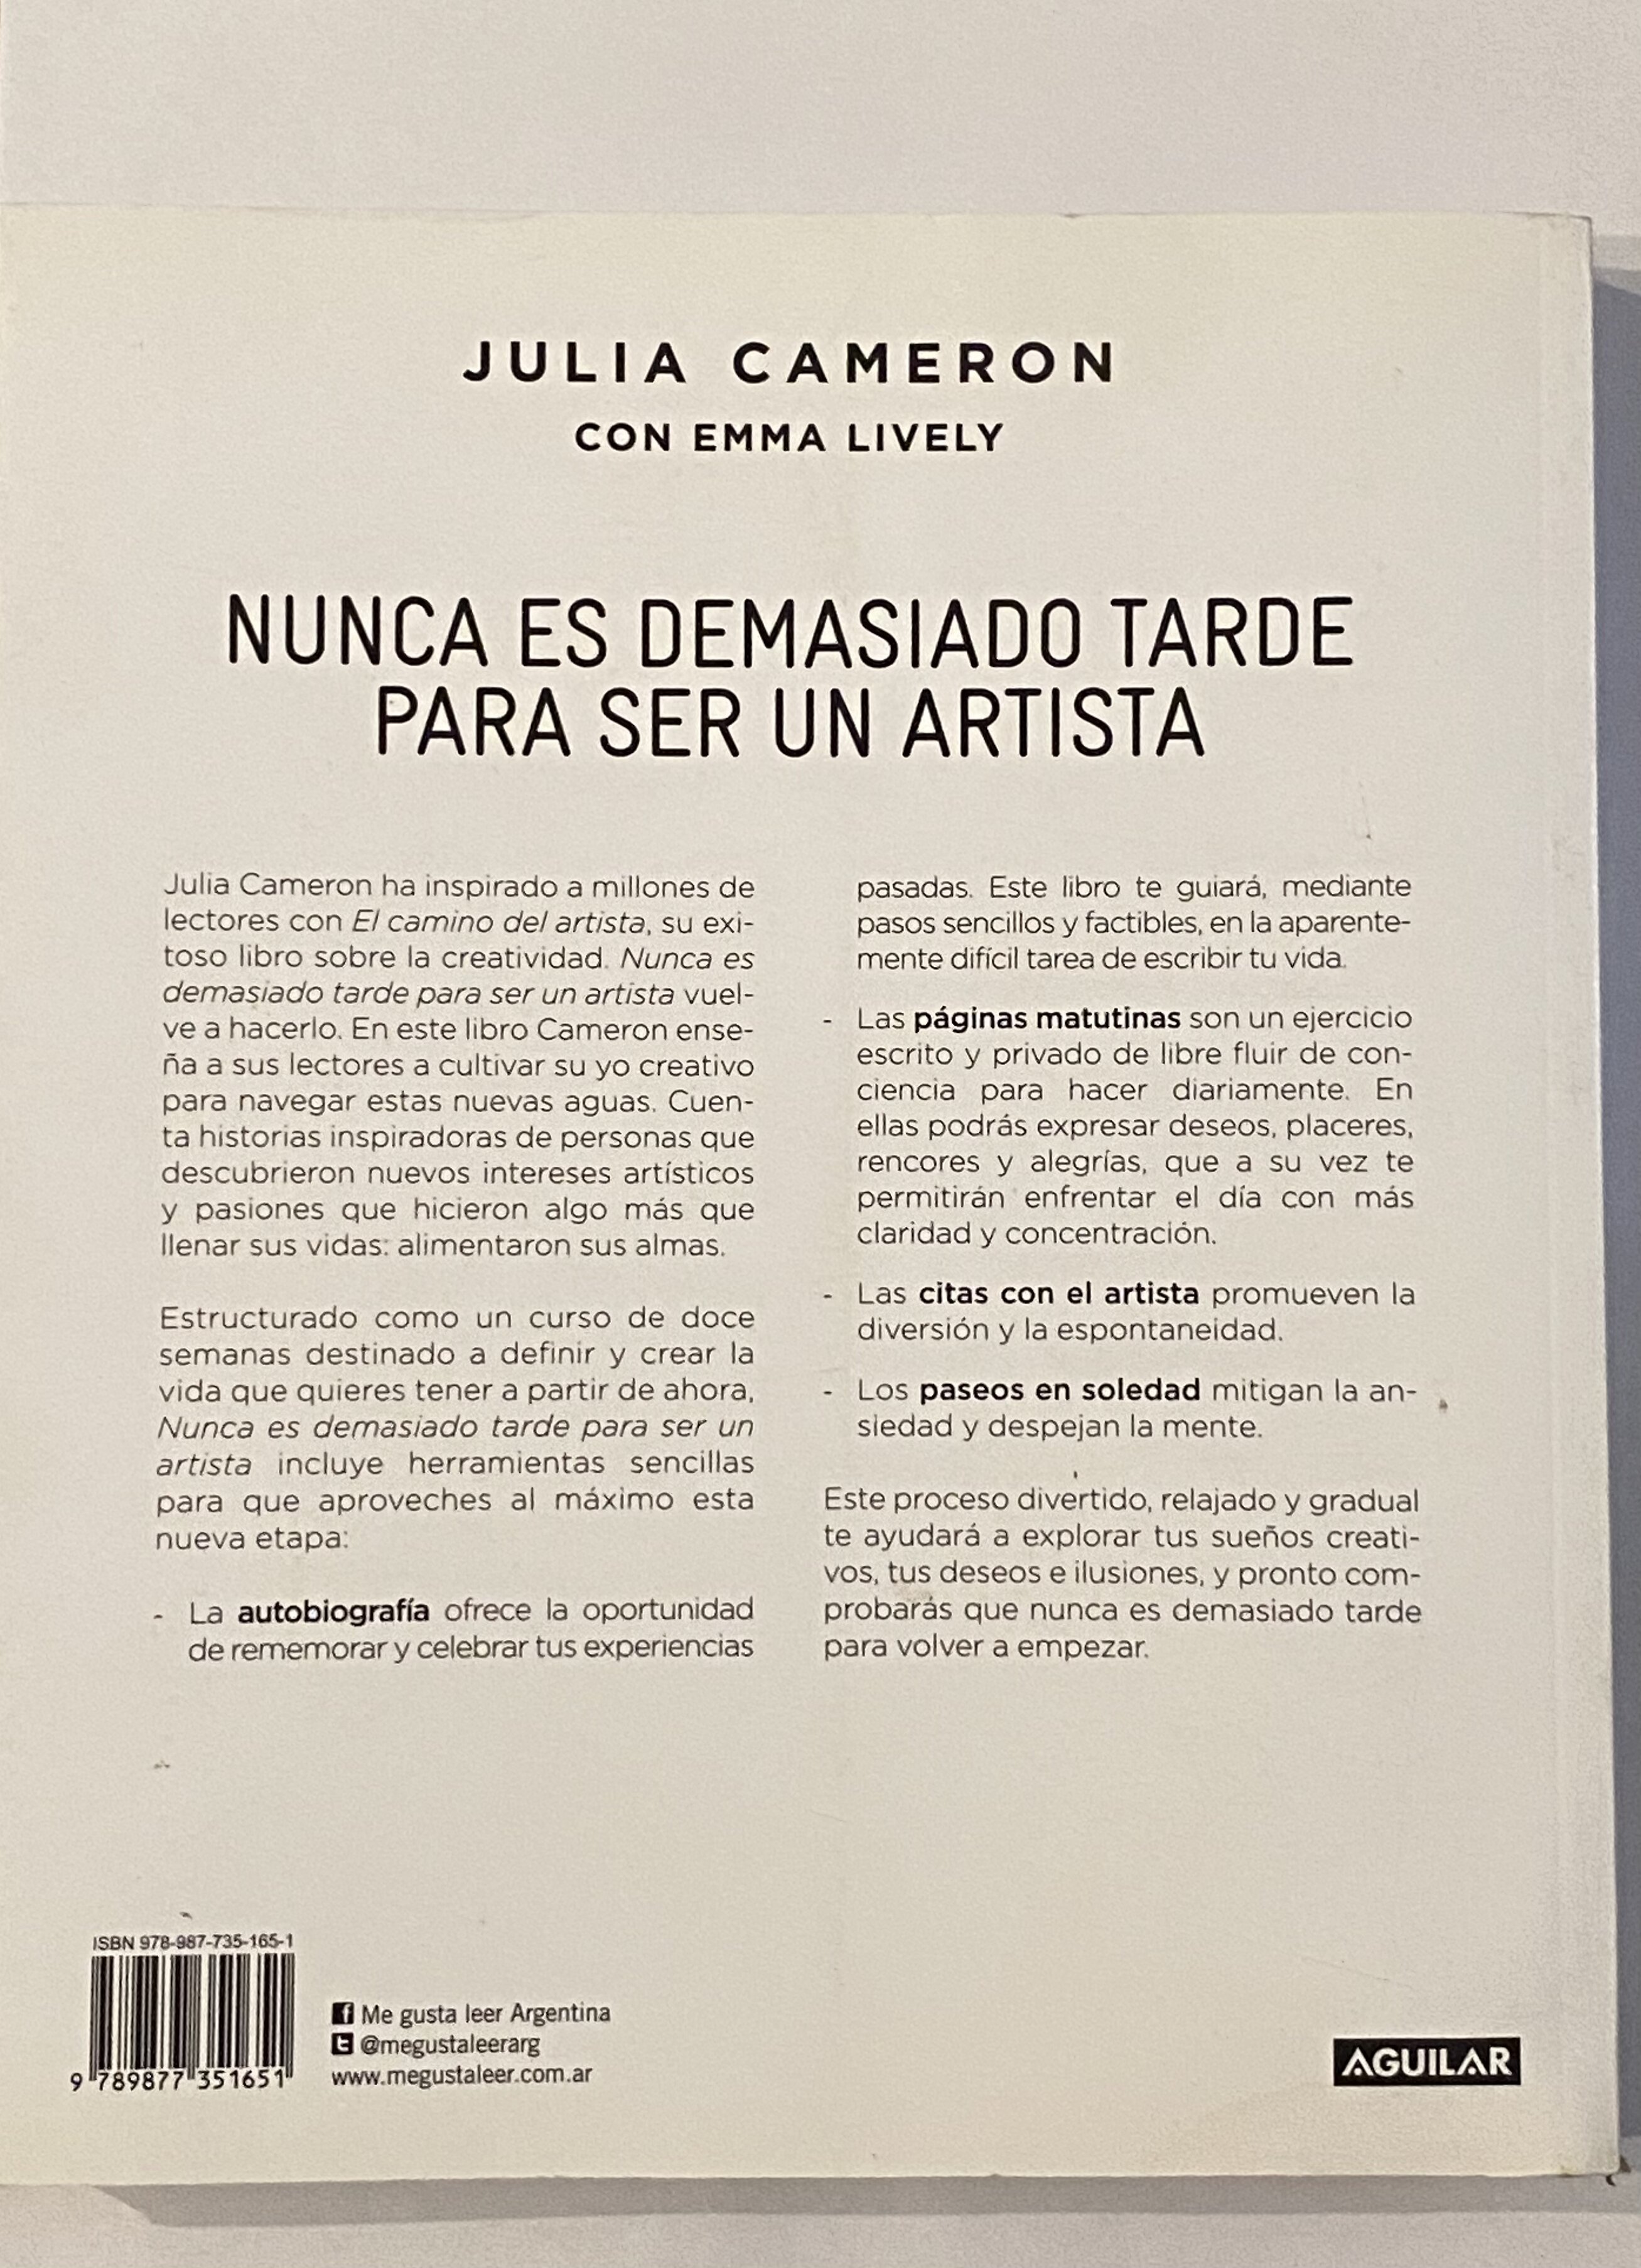 JULIA CAMERON
CON EMMA LIVELY
NUNCA ES DEMASIADO TARDE
PARA SER UN ARTISTA
Julia Cameron ha inspirado a millones de
lectores con El camino del artista, su exi-
toso libro sobre la creatividad. Nunca es
demasiado tarde para ser un artista vuel-
ve a hacerlo. En este libro Cameron ense-
ña a sus lectores a cultivar su yo creativo
para navegar estas nuevas aguas. Cuen-
ta historias inspiradoras de personas que
descubrieron nuevos intereses artísticos
y pasiones que hicieron algo más que
llenar sus vidas: alimentaron sus almas.
Estructurado como un curso de doce
semanas destinado a definir y crear la
vida que quieres tener a partir de ahora,
Nunca es demasiado tarde para ser un
artista incluye herramientas sencillas
para que aproveches al máximo esta
nueva etapa:
- La autobiografía ofrece la oportunidad
de rememorar y celebrar tus experiencias
pasadas. Este libro te guiará, mediante
pasos sencillos y factibles, en la aparente-
mente difícil tarea de escribir tu vida.
- Las páginas matutinas son un ejercicio
escrito y privado de libre fluir de con-
ciencia para hacer diariamente. En
ellas podrás expresar deseos, placeres,
rencores y alegrías, que a su vez te
permitirán enfrentar el día con más
claridad y concentración.
- Las citas con el artista promueven la
diversión y la espontaneidad.
- Los paseos en soledad mitigan la an-
siedad y despejan la mente.
Este proceso divertido, relajado y gradual
te ayudará a explorar tus sueños creati-
vos, tus deseos e ilusiones, y pronto com-
probarás que nunca es demasiado tarde
para volver a empezar.
ISBN 978-987-735-165-1
9 789877 351651
Me gusta leer Argentina
@megustaleerarg
www.megustaleer.com.ar
AGUILAR